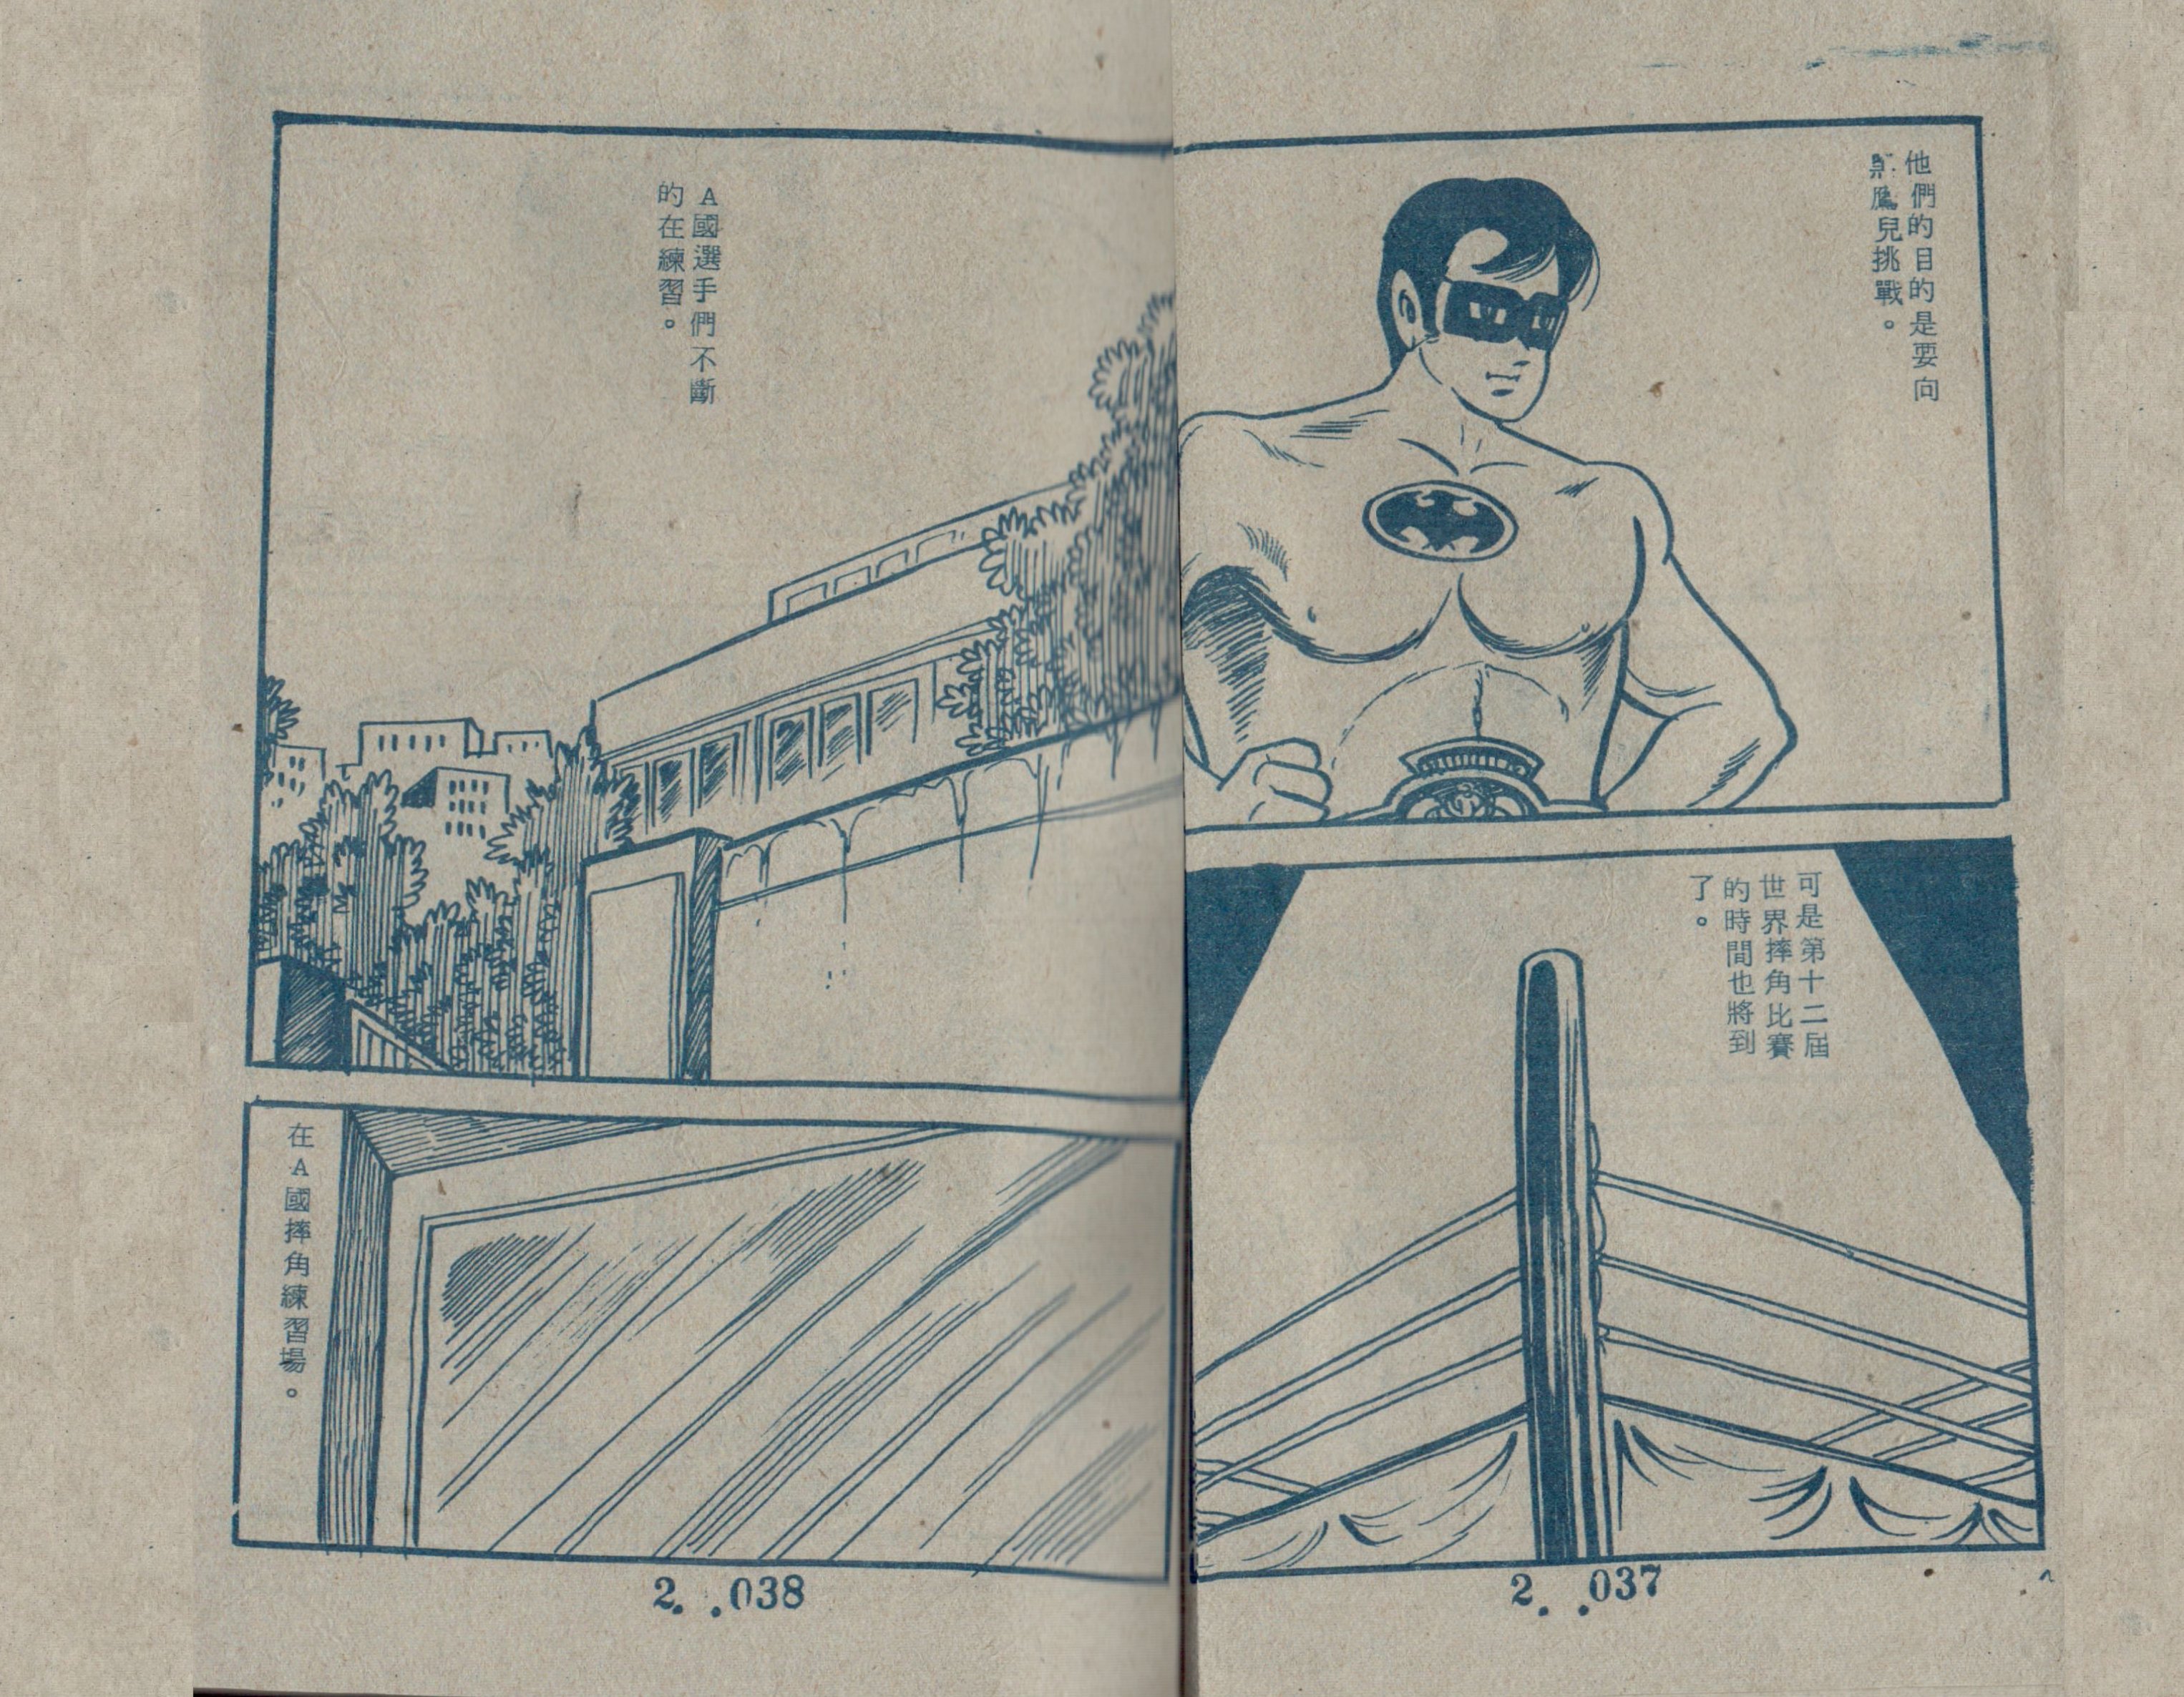 他們的目的是要向
黑鷹兒挑戰。
可是第十二屆
世界摔角比賽
的時間也將到
了。
2..037
A國選手們不斷
的在練習。
在A國摔角練習場。
2..038